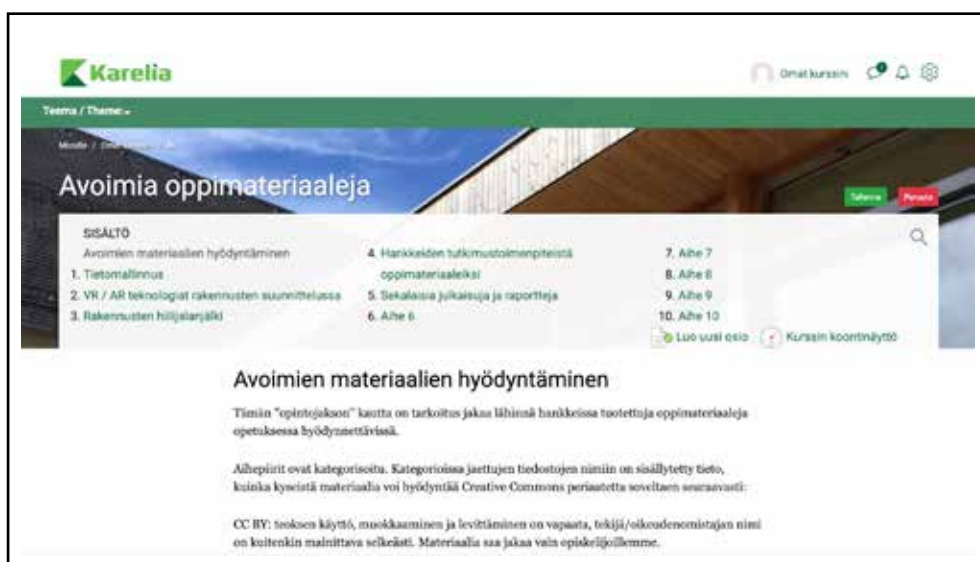 Karelia
Omat kurssini
Teema / Theme
Moodle /
Avoimia oppimateriaaleja
Tallenna Peruuta
SISÄLTÖ
Avoimien materiaalien hyödyntäminen
1. Tietomallinnus
2. VR / AR teknologiat rakennusten suunnittelussa
3. Rakennusten hiilijalanjälki
4. Hankkeiden tutkimustoimenpiteistä
oppimateriaaleiksi
5. Sekalaisia julkaisuja ja raportteja
6. Aihe 6
7. Aihe 7
8. Aihe 8
9. Aihe 9
10. Aihe 10
Luo uusi osio Kurssin koontinäyttö
Avoimien materiaalien hyödyntäminen
Tämän "opintojakson" kautta on tarkoitus jakaa lähinnä hankkeissa tuotettuja oppimateriaaleja
opetuksessa hyödynnettävissä.
Aihepiirit ovat kategorisoitu. Kategorioissa jaettujen tiedostojen nimiin on sisällytetty tieto,
kuinka kyseistä materiaalia voi hyödyntää Creative Commons periaatetta soveltaen seuraavasti:
CC BY: teoksen käyttö, muokkaaminen ja levittäminen on vapaata, tekijä/oikeudenomistajan nimi
on kuitenkin mainittava selkeästi. Materiaalia saa jakaa vain opiskelijoillemme.